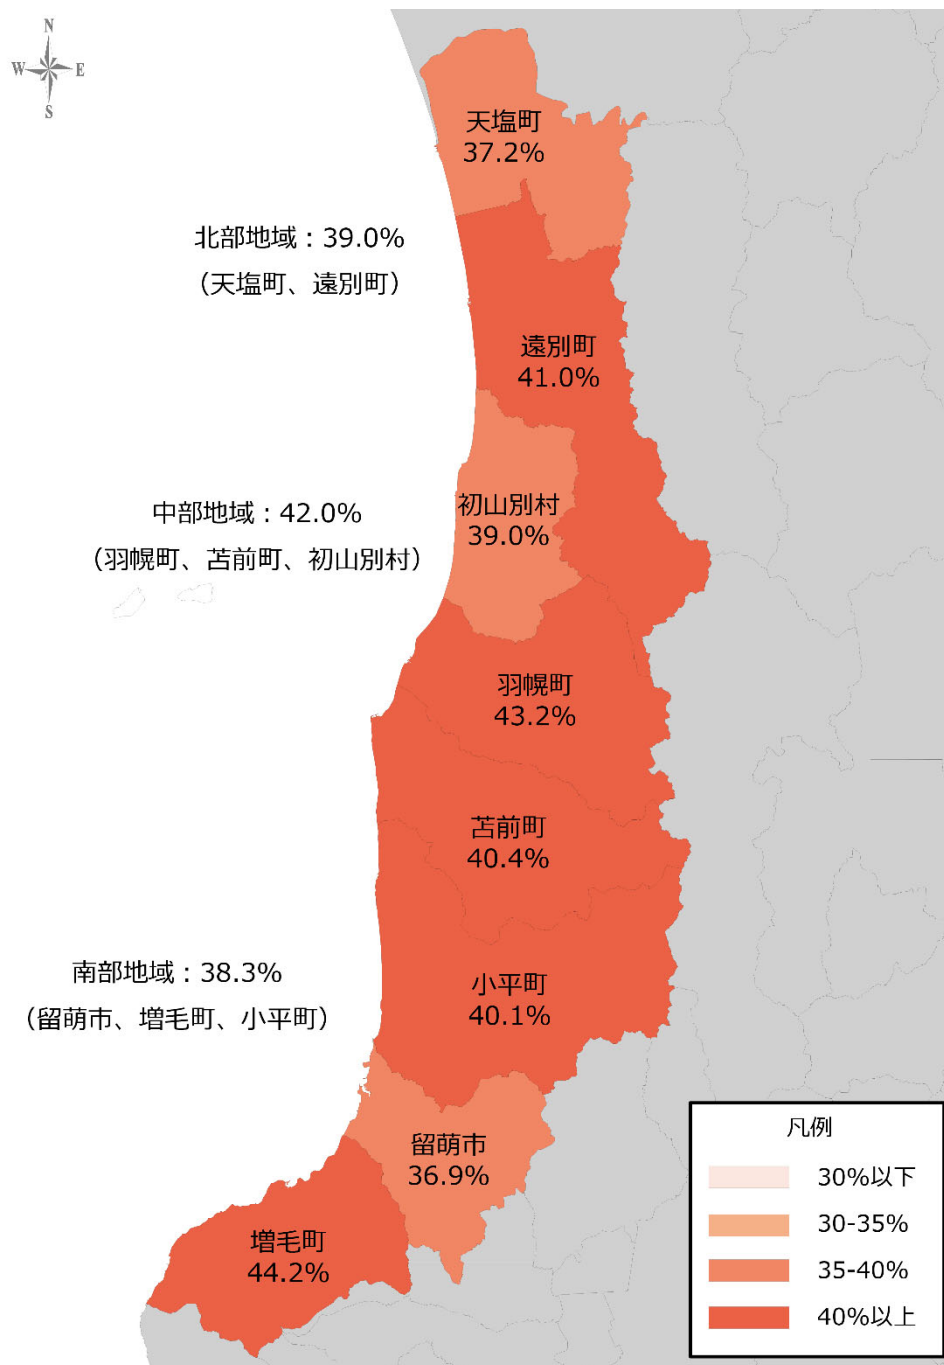 N
W E
S
天塩町
37.2%
北部地域：39.0%
（天塩町、遠別町）
遠別町
41.0%
初山別村
39.0%
中部地域：42.0%
（羽幌町、苫前町、初山別村）
羽幌町
43.2%
苫前町
40.4%
南部地域：38.3%
（留萌市、増毛町、小平町）
小平町
40.1%
留萌市
36.9%
増毛町
44.2%
凡例
30%以下
30-35%
35-40%
40%以上